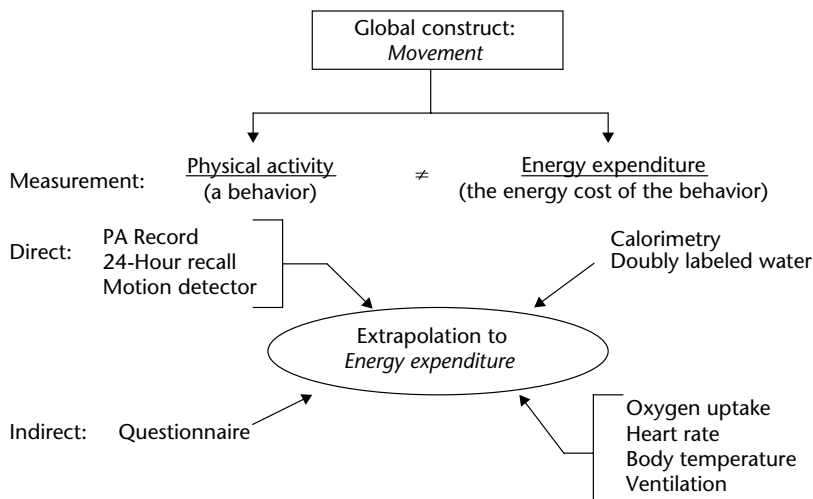 Global construct:
Movement
Measurement:
Physical activity
(a behavior)
≠
Energy expenditure
(the energy cost of the behavior)
Direct:
PA Record
24-Hour recall
Motion detector
Calorimetry
Doubly labeled water
Extrapolation to
Energy expenditure
Indirect:
Questionnaire
Oxygen uptake
Heart rate
Body temperature
Ventilation